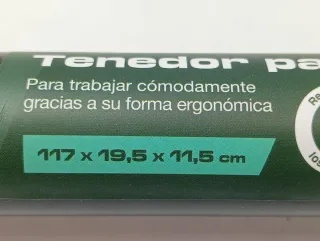 Tenedor pa
Para trabajar cómodamente
gracias a su forma ergonómica
117 x 19,5 x 11,5 cm